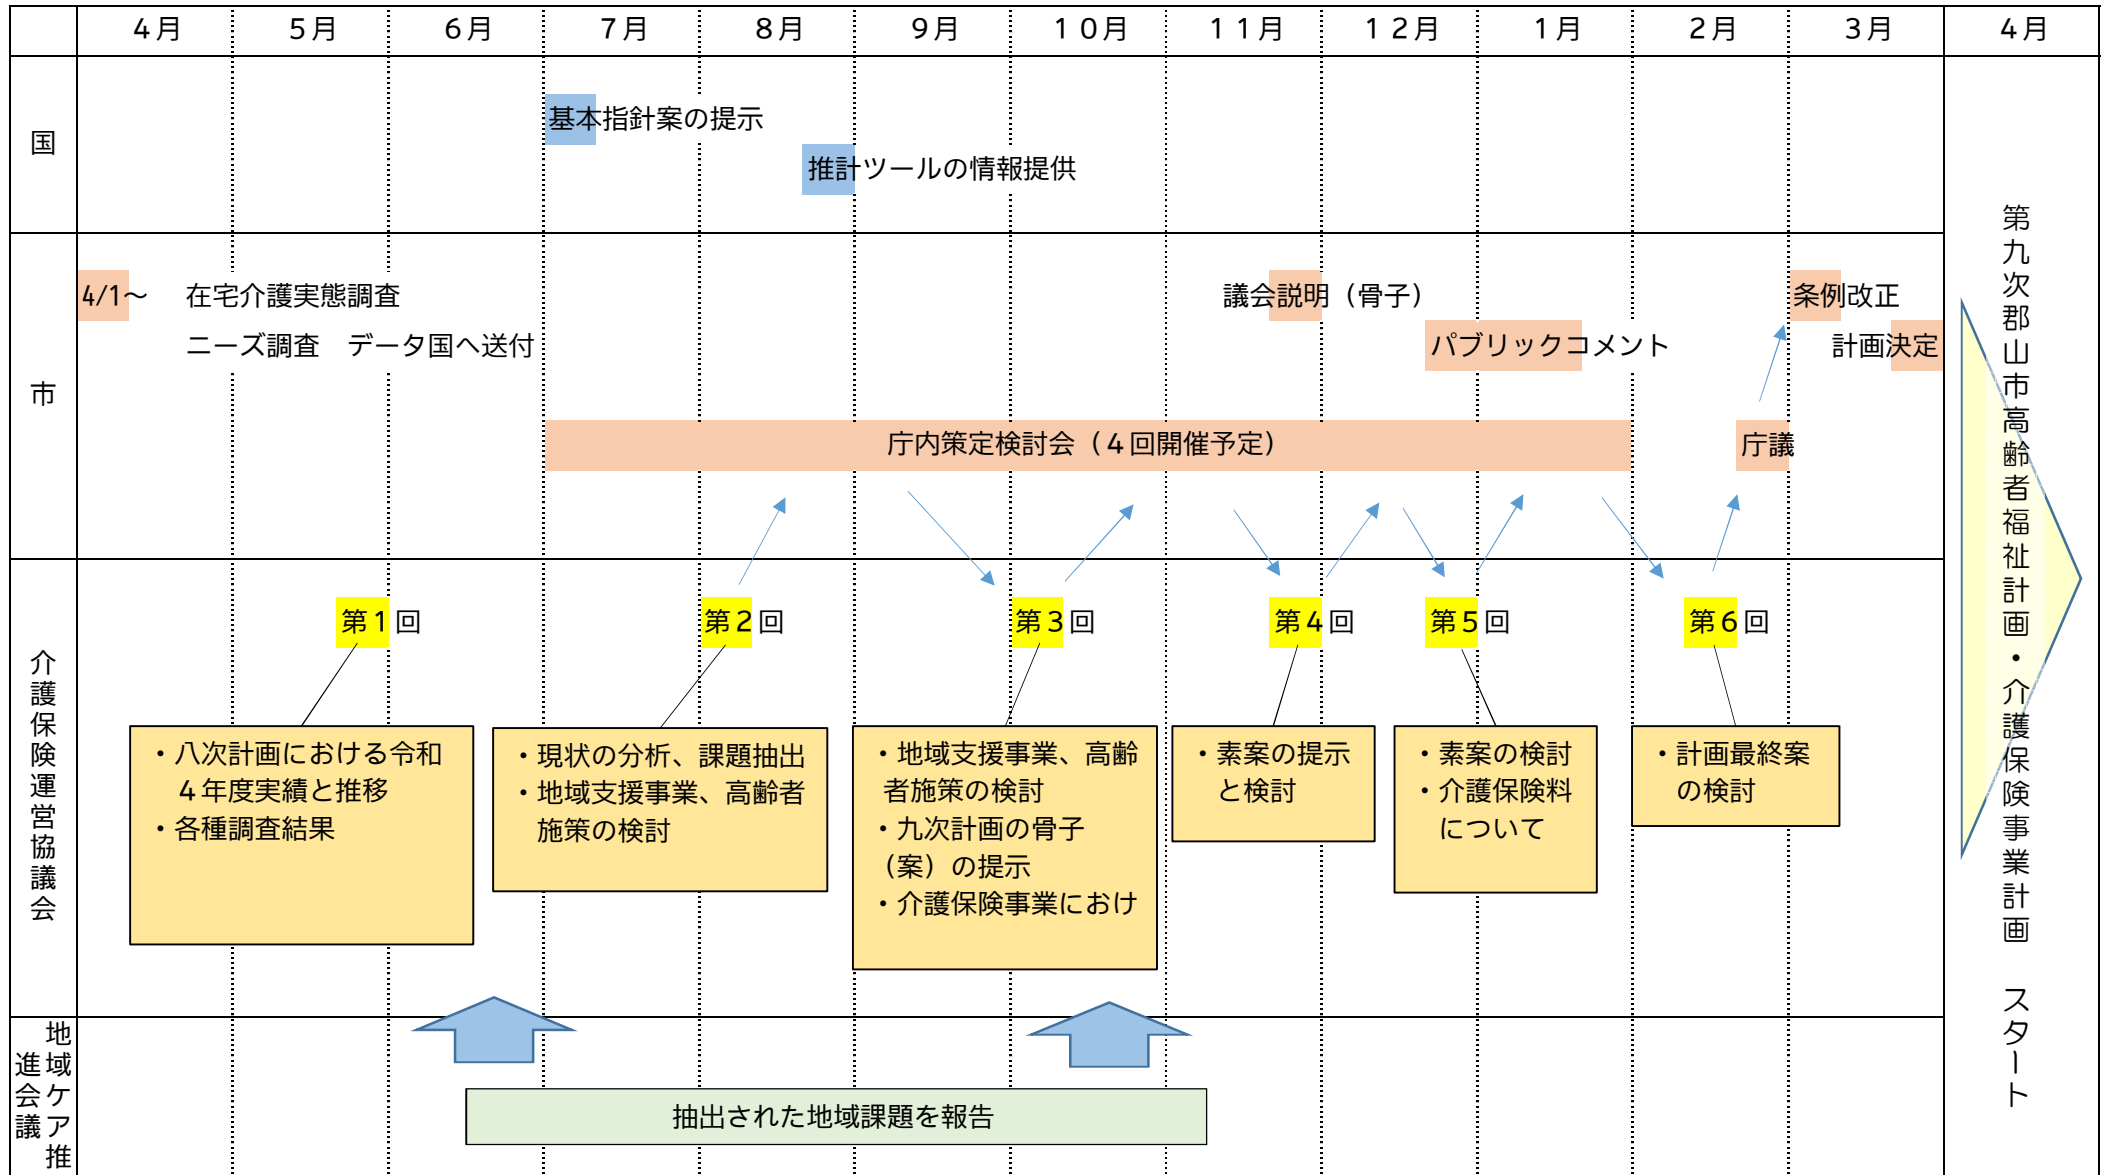 4月 5月 6月 7月 8月 9月 10月 11月 12月 1月 2月 3月 4月
国
基本指針案の提示
推計ツールの情報提供
市
4/1～ 在宅介護実態調査
ニーズ調査 データ国へ送付
議会説明（骨子）
パブリックコメント
条例改正
計画決定
庁内策定検討会（4回開催予定）
庁議
介護保険運営協議会
第1回 第2回 第3回 第4回 第5回 第6回
・八次計画における令和
4年度実績と推移
・各種調査結果
・現状の分析、課題抽出
・地域支援事業、高齢者
施策の検討
・地域支援事業、高齢
者施策の検討
・九次計画の骨子
（案）の提示
・介護保険事業におけ
・素案の提示
と検討
・素案の検討
・介護保険料
について
・計画最終案
の検討
地域ケア推
進会議
抽出された地域課題を報告
第九次郡山市高齢者福祉計画・介護保険事業計画 スタート